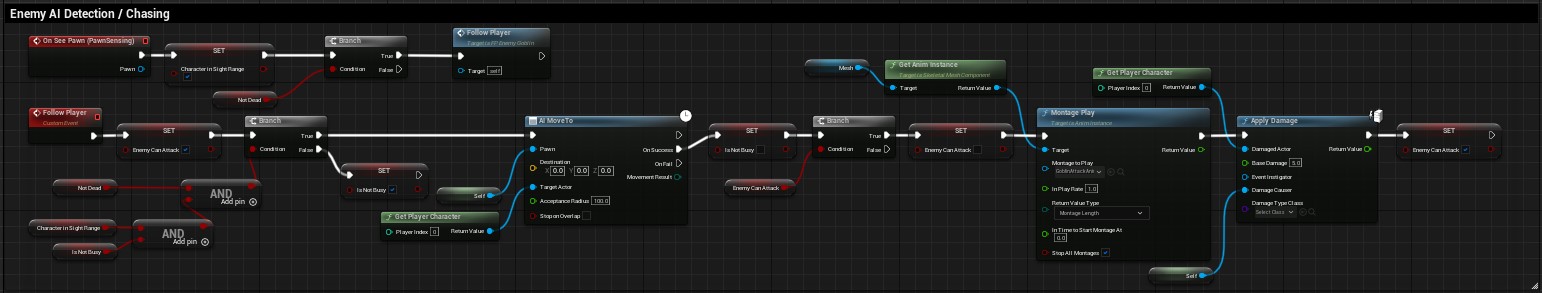 Enemy AI Detection / Chasing
On See Pawn (PawnSensing)
Pawn
SET
Character in Sight Range
Not Dead
Branch
Condition
True
False
Follow Player
Target is FP Enemy Goblin
Target
self
Follow Player
Custom Event
SET
Enemy Can Attack
Branch
Condition
True
False
SET
Is Not Busy
Not Dead
AND
Add pin
Character in Sight Range
Is Not Busy
AND
Add pin
Self
Get Player Character
Player Index 0
Return Value
AI MoveTo
Pawn
On Success
Destination
X 0.0 Y 0.0 Z 0.0
On Fail
Movement Result
Target Actor
Acceptance Radius 100.0
Stop on Overlap
SET
Is Not Busy
Enemy Can Attack
Branch
Condition
True
False
Mesh
Get Anim Instance
Target is Skeletal Mesh Component
Target
Return Value
SET
Enemy Can Attack
Montage Play
Target is Anim Instance
Target
Return Value
Montage to Play
In Play Rate 1.0
Return Value Type
Montage Length
In Time to Start Montage At
0.0
Stop All Montages
Get Player Character
Player Index 0
Return Value
Self
Apply Damage
Damaged Actor
Return Value
Base Damage 5.0
Event Instigator
Damage Causer
Damage Type Class
Select Class
SET
Enemy Can Attack